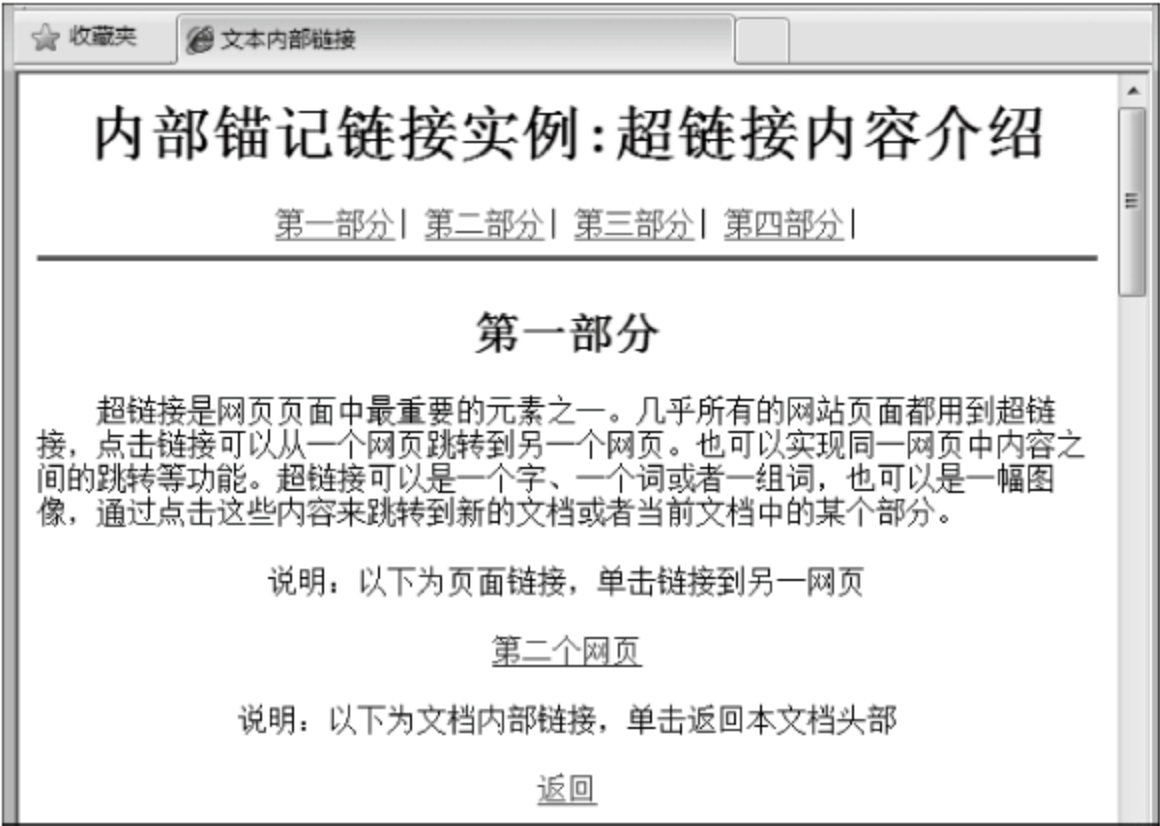 收藏夹 文本内部链接
内部锚记链接实例:超链接内容介绍
第一部分| 第二部分| 第三部分| 第四部分|
第一部分
超链接是网页页面中最重要的元素之一。几乎所有的网站页面都用到超链
接，点击链接可以从一个网页跳转到另一个网页。也可以实现同一网页中内容之
间的跳转等功能。超链接可以是一个字、一个词或者一组词，也可以是一幅图
像，通过点击这些内容来跳转到新的文档或者当前文档中的某个部分。
说明：以下为页面链接，单击链接到另一网页
第二个网页
说明：以下为文档内部链接，单击返回本文档头部
返回